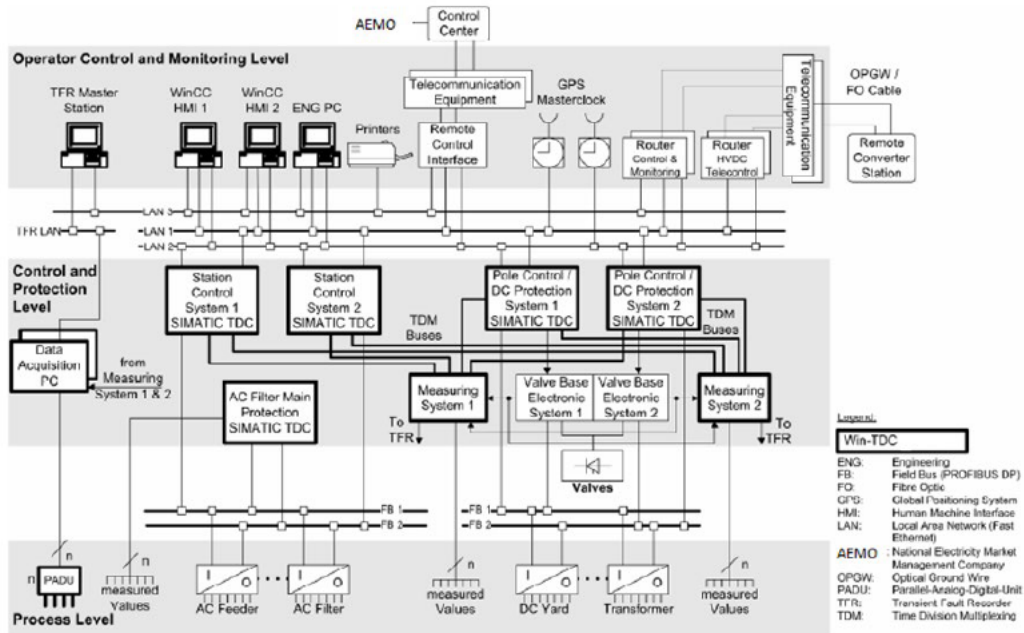 AEMO
Control
Center
Operator Control and Monitoring Level
TFR Master
Station
WinCC
HMI 1
WinCC
HMI 2
ENG PC
Printers
Telecommunication
Equipment
Remote
Control
Interface
GPS
Masterclock
Router
Control &
Monitoring
Router
HVDC
Telecontrol
Telecommunication
Equipment
OPGW /
FO Cable
Remote
Converter
Station
LAN 3
TFR LAN
LAN 1
LAN 2
Control and
Protection
Level
Station
Control
System 1
SIMATIC TDC
Station
Control
System 2
SIMATIC TDC
Pole Control /
DC Protection
System 1
SIMATIC TDC
Pole Control /
DC Protection
System 2
SIMATIC TDC
TDM
Buses
TDM
Buses
Data
Acquisition
PC
from
Measuring
System 1 & 2
AC Filter Main
Protection
SIMATIC TDC
Measuring
System 1
Valve Base
Electronic
System 1
Valve Base
Electronic
System 2
Measuring
System 2
To
TFR
To
TFR
Valves
FB 1
FB 2
FB 1
FB 2
n
n
PADU
n
measured
Values
I
O
AC Feeder
I
O
AC Filter
n
measured
Values
I
O
DC Yard
I
O
Transformer
n
measured
Values
Process Level
Legend:
Win-TDC
ENG: Engineering
FB: Field Bus (PROFIBUS DP)
FO: Fibre Optic
GPS: Global Positioning System
HMI: Human Machine Interface
LAN: Local Area Network (Fast
Ethernet)
AEMO : National Electricity Market
Management Company
OPGW: Optical Ground Wire
PADU: Parallel-Analog-Digital-Unit
TFR: Transient Fault Recorder
TDM: Time Division Multiplexing